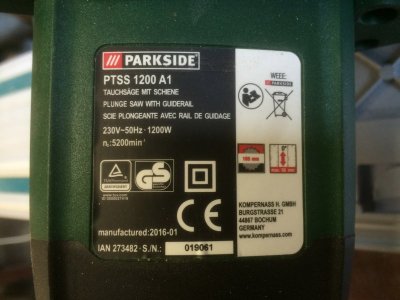 PARKSIDE
PTSS 1200 A1
TAUCHSÄGE MIT SCHIENE
PLUNGE SAW WITH GUIDERAIL
SCIE PLONGEANTE AVEC RAIL DE GUIDAGE
230V~50Hz · 1200W
n₀:5200min⁻¹
WEEE:
PARKSIDE
GS
manufactured:2016-01
IAN 273482 · S./N.:
019061
KOMPERNASS H. GMBH
BURGSTRASSE 21
44867 BOCHUM
GERMANY
www.kompernass.com